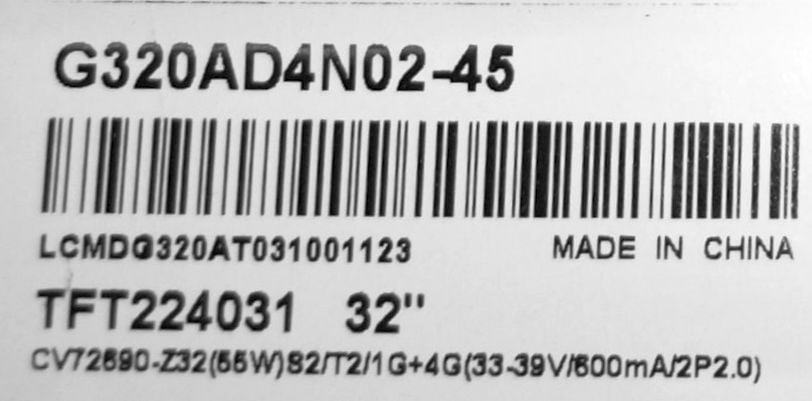 G320AD4N02-45
LCMDG320AT031001123
MADE IN CHINA
TFT224031 32"
CV72690-Z32(55W)S2/T2/1G+4G(33-39V/600mA/2P2.0)